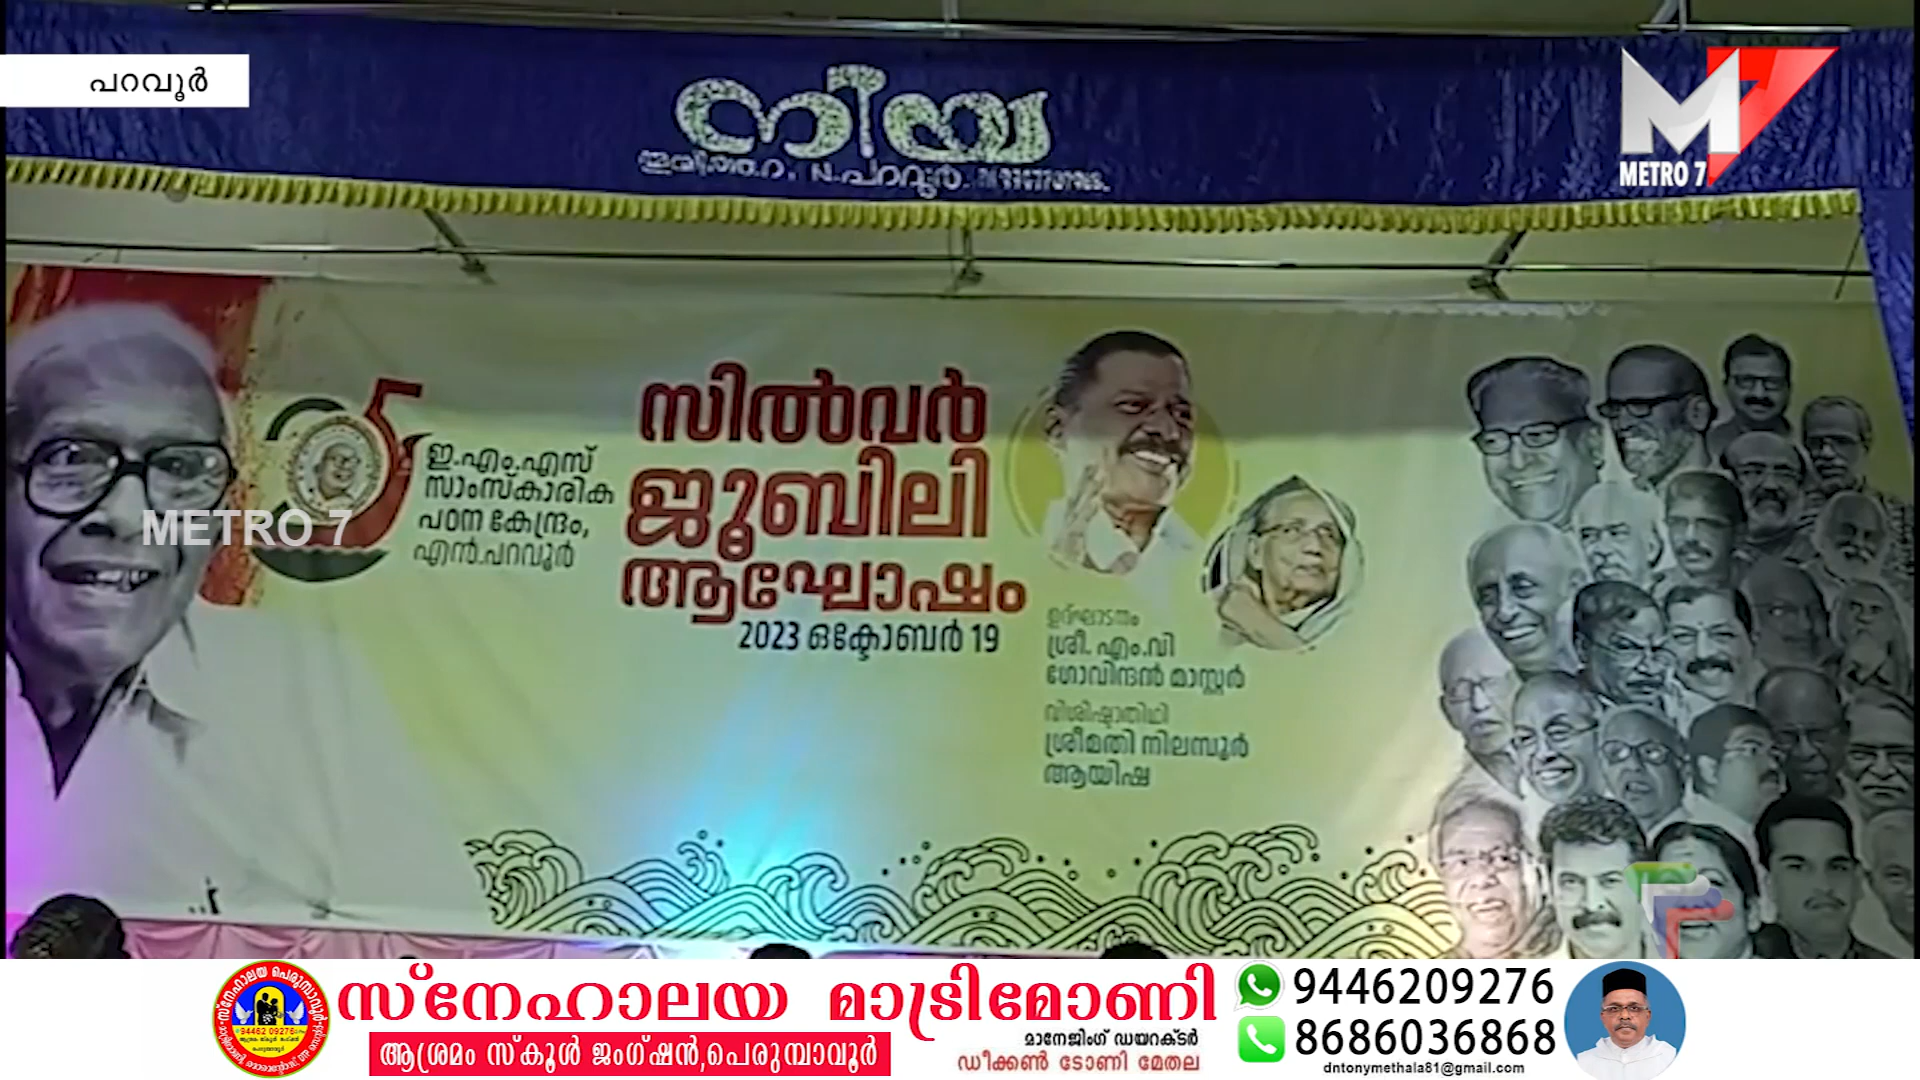 പറവൂർ
METRO 7
നിയ
സിൽവർ
ജൂബിലി
ആഘോഷം
2023 ഒക്ടോബർ 19
25
ഇ.എം.എസ്
സാംസ്കാരിക
പഠന കേന്ദ്രം,
എൻ.പറവൂർ
METRO 7
ഉദ്ഘാടനം
ശ്രീ. എം.വി
ഗോവിന്ദൻ മാസ്റ്റർ
വിശിഷ്ടാതിഥി
ശ്രീമതി നിലമ്പൂർ
ആയിഷ
സ്നേഹാലയ മാട്രിമോണി
ആശ്രമം സ്കൂൾ ജംഗ്ഷൻ,പെരുമ്പാവൂർ
മാനേജിംഗ് ഡയറക്ടർ
ഡീക്കൺ ടോണി മേതല
9446209276
8686036868
dntonymethala81@gmail.com